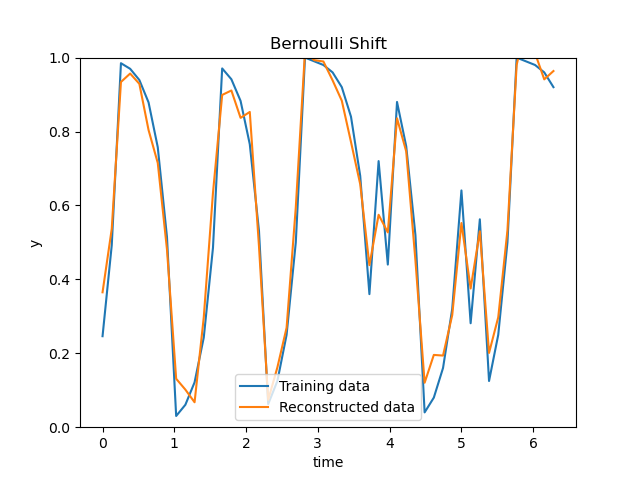 Bernoulli Shift
1.0
0.8
0.6
0.4
0.2
0.0
y
0 1 2 3 4 5 6
time
Training data
Reconstructed data